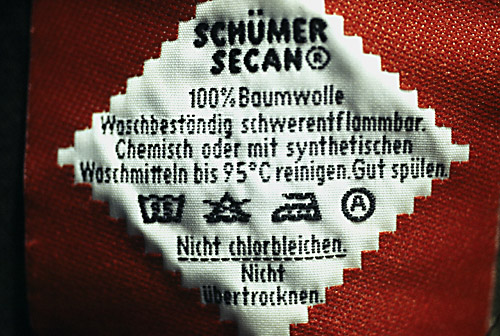 SCHÜMER
SECAN®
100% Baumwolle
Waschbeständig schwerentflammbar.
Chemisch oder mit synthetischen
Waschmitteln bis 95°C reinigen. Gut spülen.
95 A
Nicht chlorbleichen.
Nicht
übertrocknen.